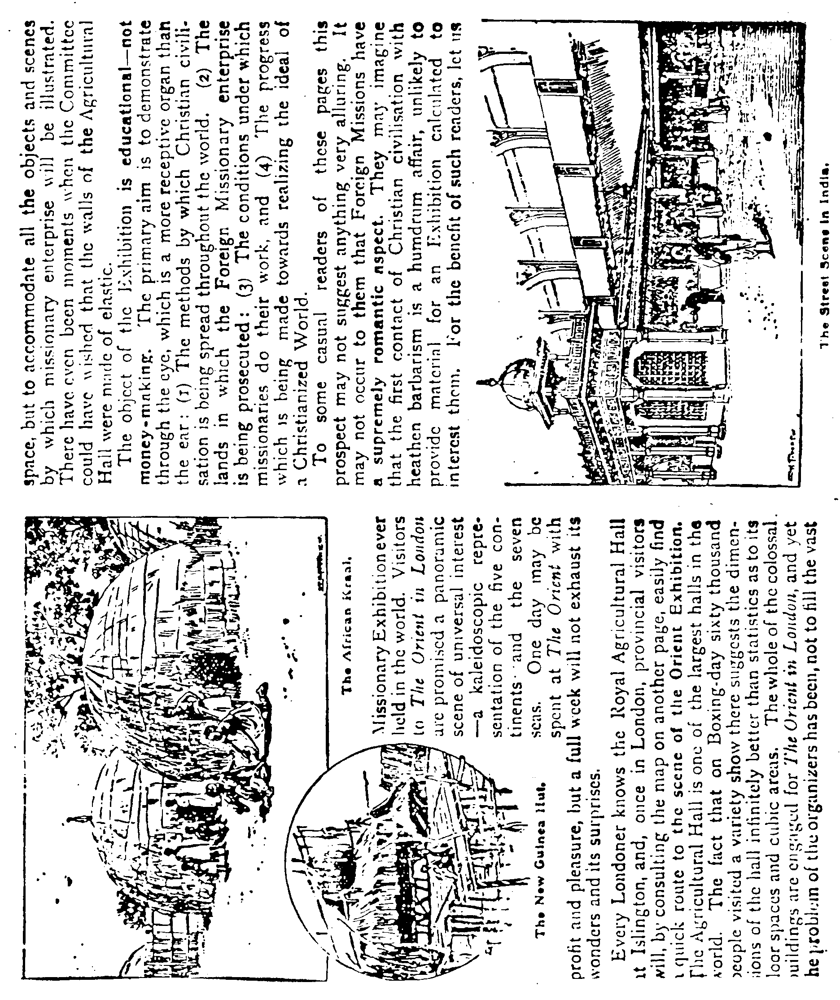 The African Kraal.
The New Guinea Hut.
Missionary Exhibition ever
held in the world. Visitors
to The Orient in London
are promised a panoramic
scene of universal interest
—a kaleidoscopic repre-
sentation of the five con-
tinents and the seven
seas. One day may be
spent at The Orient with
profit and pleasure, but a full week will not exhaust its
wonders and its surprises.
Every Londoner knows the Royal Agricultural Hall
at Islington, and, once in London, provincial visitors
will, by consulting the map on another page, easily find
a quick route to the scene of the Orient Exhibition.
The Agricultural Hall is one of the largest halls in the
world. The fact that on Boxing-day sixty thousand
people visited a variety show there suggests the dimen-
sions of the hall infinitely better than statistics as to its
floor spaces and cubic areas. The whole of the colossal
buildings are engaged for The Orient in London, and yet
the problem of the organizers has been, not to fill the vast
space, but to accommodate all the objects and scenes
by which missionary enterprise will be illustrated.
There have even been moments when the Committee
could have wished that the walls of the Agricultural
Hall were made of elastic.
The object of the Exhibition is educational—not
money-making. The primary aim is to demonstrate
through the eye, which is a more receptive organ than
the ear: (1) The methods by which Christian civili-
sation is being spread throughout the world. (2) The
lands in which the Foreign Missionary enterprise
is being prosecuted: (3) The conditions under which
missionaries do their work, and (4) The progress
which is being made towards realizing the ideal of
a Christianized World.
To some casual readers of these pages this
prospect may not suggest anything very alluring. It
may not occur to them that Foreign Missions have
a supremely romantic aspect. They may imagine
that the first contact of Christian civilisation with
heathen barbarism is a humdrum affair, unlikely to
provide material for an Exhibition calculated to
interest them. For the benefit of such readers, let us
The Street Scene in India.